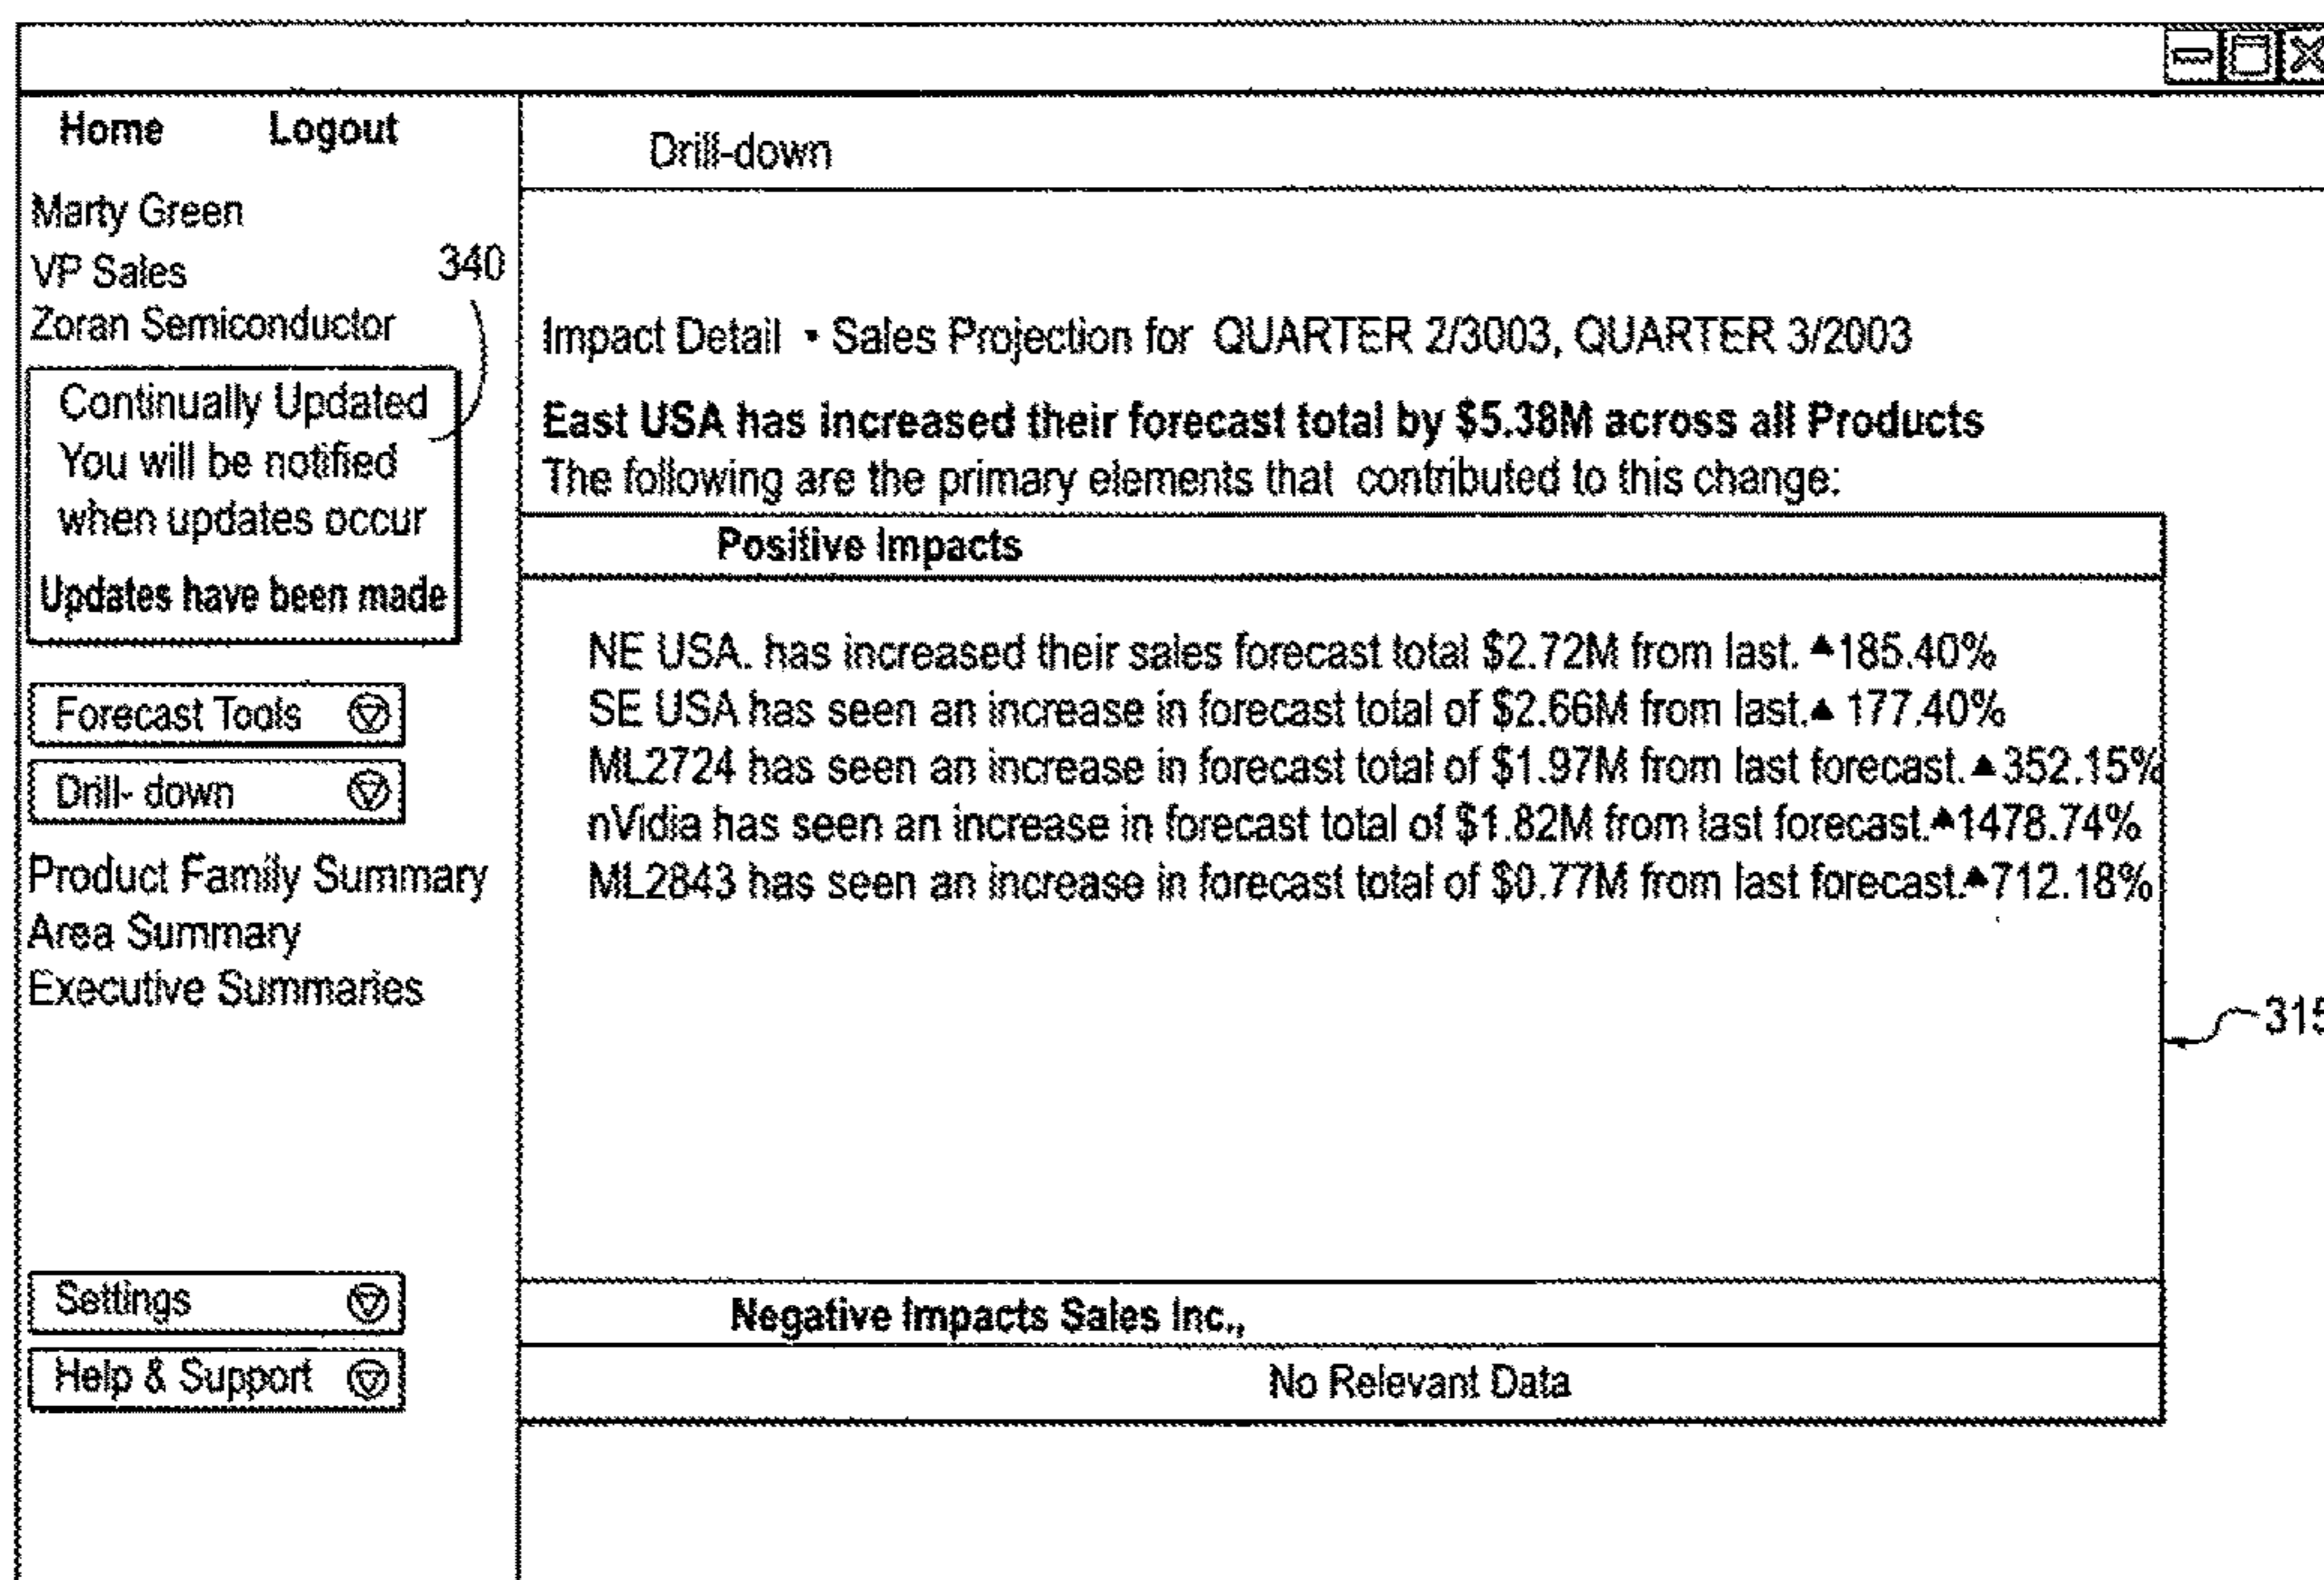 Home Logout
Marty Green
VP Sales
Zoran Semiconductor
340
Continually Updated
You will be notified
when updates occur
Updates have been made
Forecast Tools
Drill- down
Product Family Summary
Area Summary
Executive Summaries
Settings
Help & Support
Drill-down
Impact Detail • Sales Projection for QUARTER 2/3003, QUARTER 3/2003
East USA has increased their forecast total by $5.38M across all Products
The following are the primary elements that contributed to this change:
Positive Impacts
NE USA. has increased their sales forecast total $2.72M from last. ▲185.40%
SE USA has seen an increase in forecast total of $2.66M from last.▲ 177.40%
ML2724 has seen an increase in forecast total of $1.97M from last forecast.▲352.15%
nVidia has seen an increase in forecast total of $1.82M from last forecast.▲1478.74%
ML2843 has seen an increase in forecast total of $0.77M from last forecast.▲712.18%
315
Negative Impacts Sales Inc.,
No Relevant Data